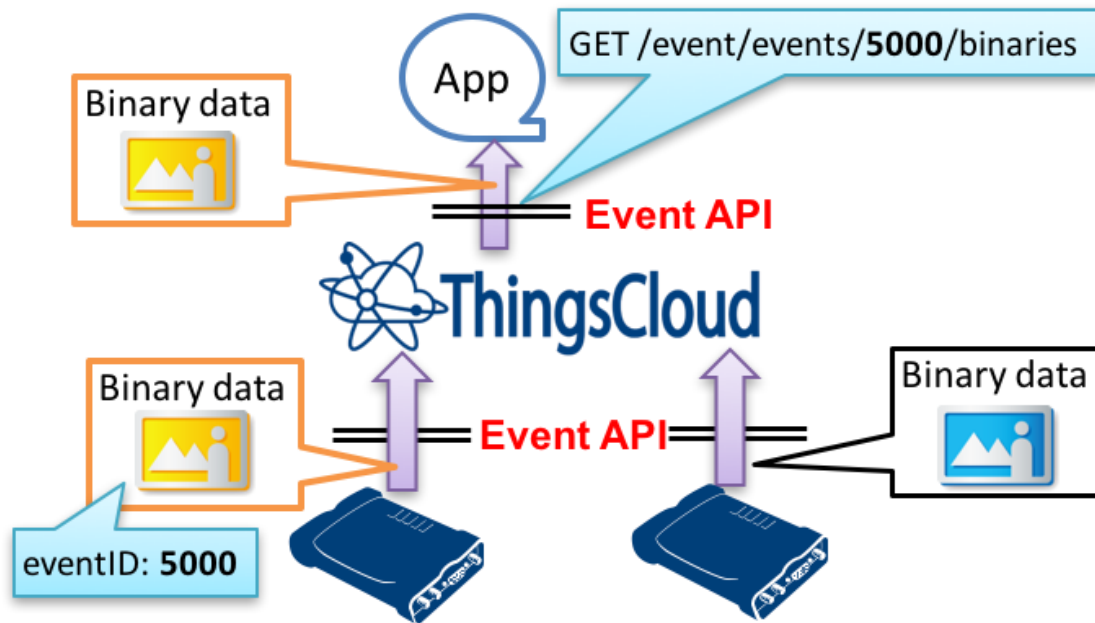 GET /event/events/5000/binaries
App
Binary data
Event API
ThingsCloud
Binary data
Binary data
Event API
eventID: 5000